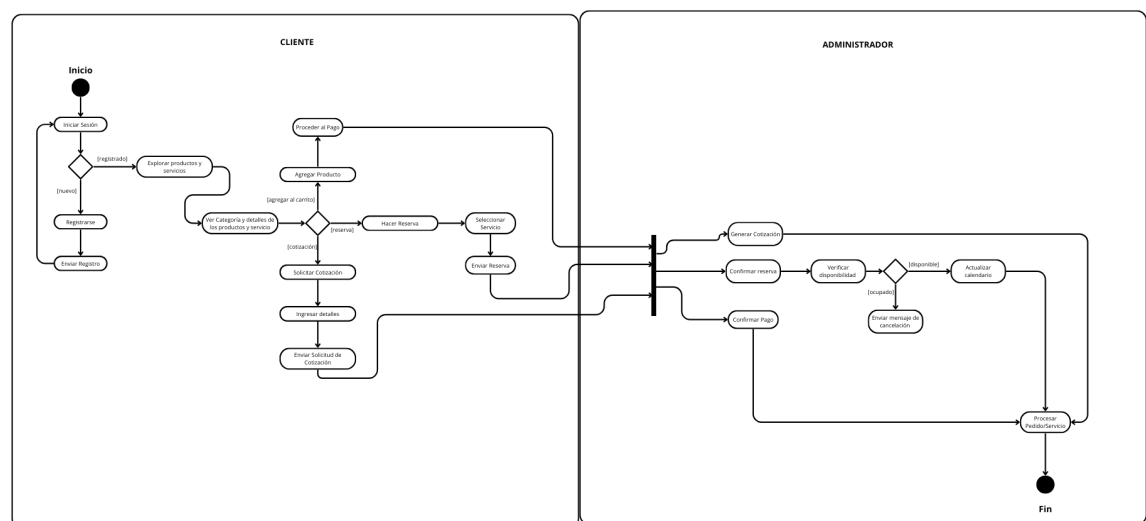 CLIENTE
ADMINISTRADOR
Inicio
Iniciar Sesión
[registrado]
Explorar productos y
servicios
[nuevo]
Registrarse
Enviar Registro
Ver Categoría y detalles de
los productos y servicio
Proceder al Pago
Agregar Producto
[agregar al carrito]
[reserva]
[cotización]
Hacer Reserva
Seleccionar
Servicio
Enviar Reserva
Solicitar Cotización
Ingresar detalles
Enviar Solicitud de
Cotización
Generar Cotización
Confirmar reserva
Verificar
disponibilidad
[disponible]
Actualizar
calendario
[ocupado]
Enviar mensaje de
cancelación
Confirmar Pago
Procesar
Pedido/Servicio
Fin